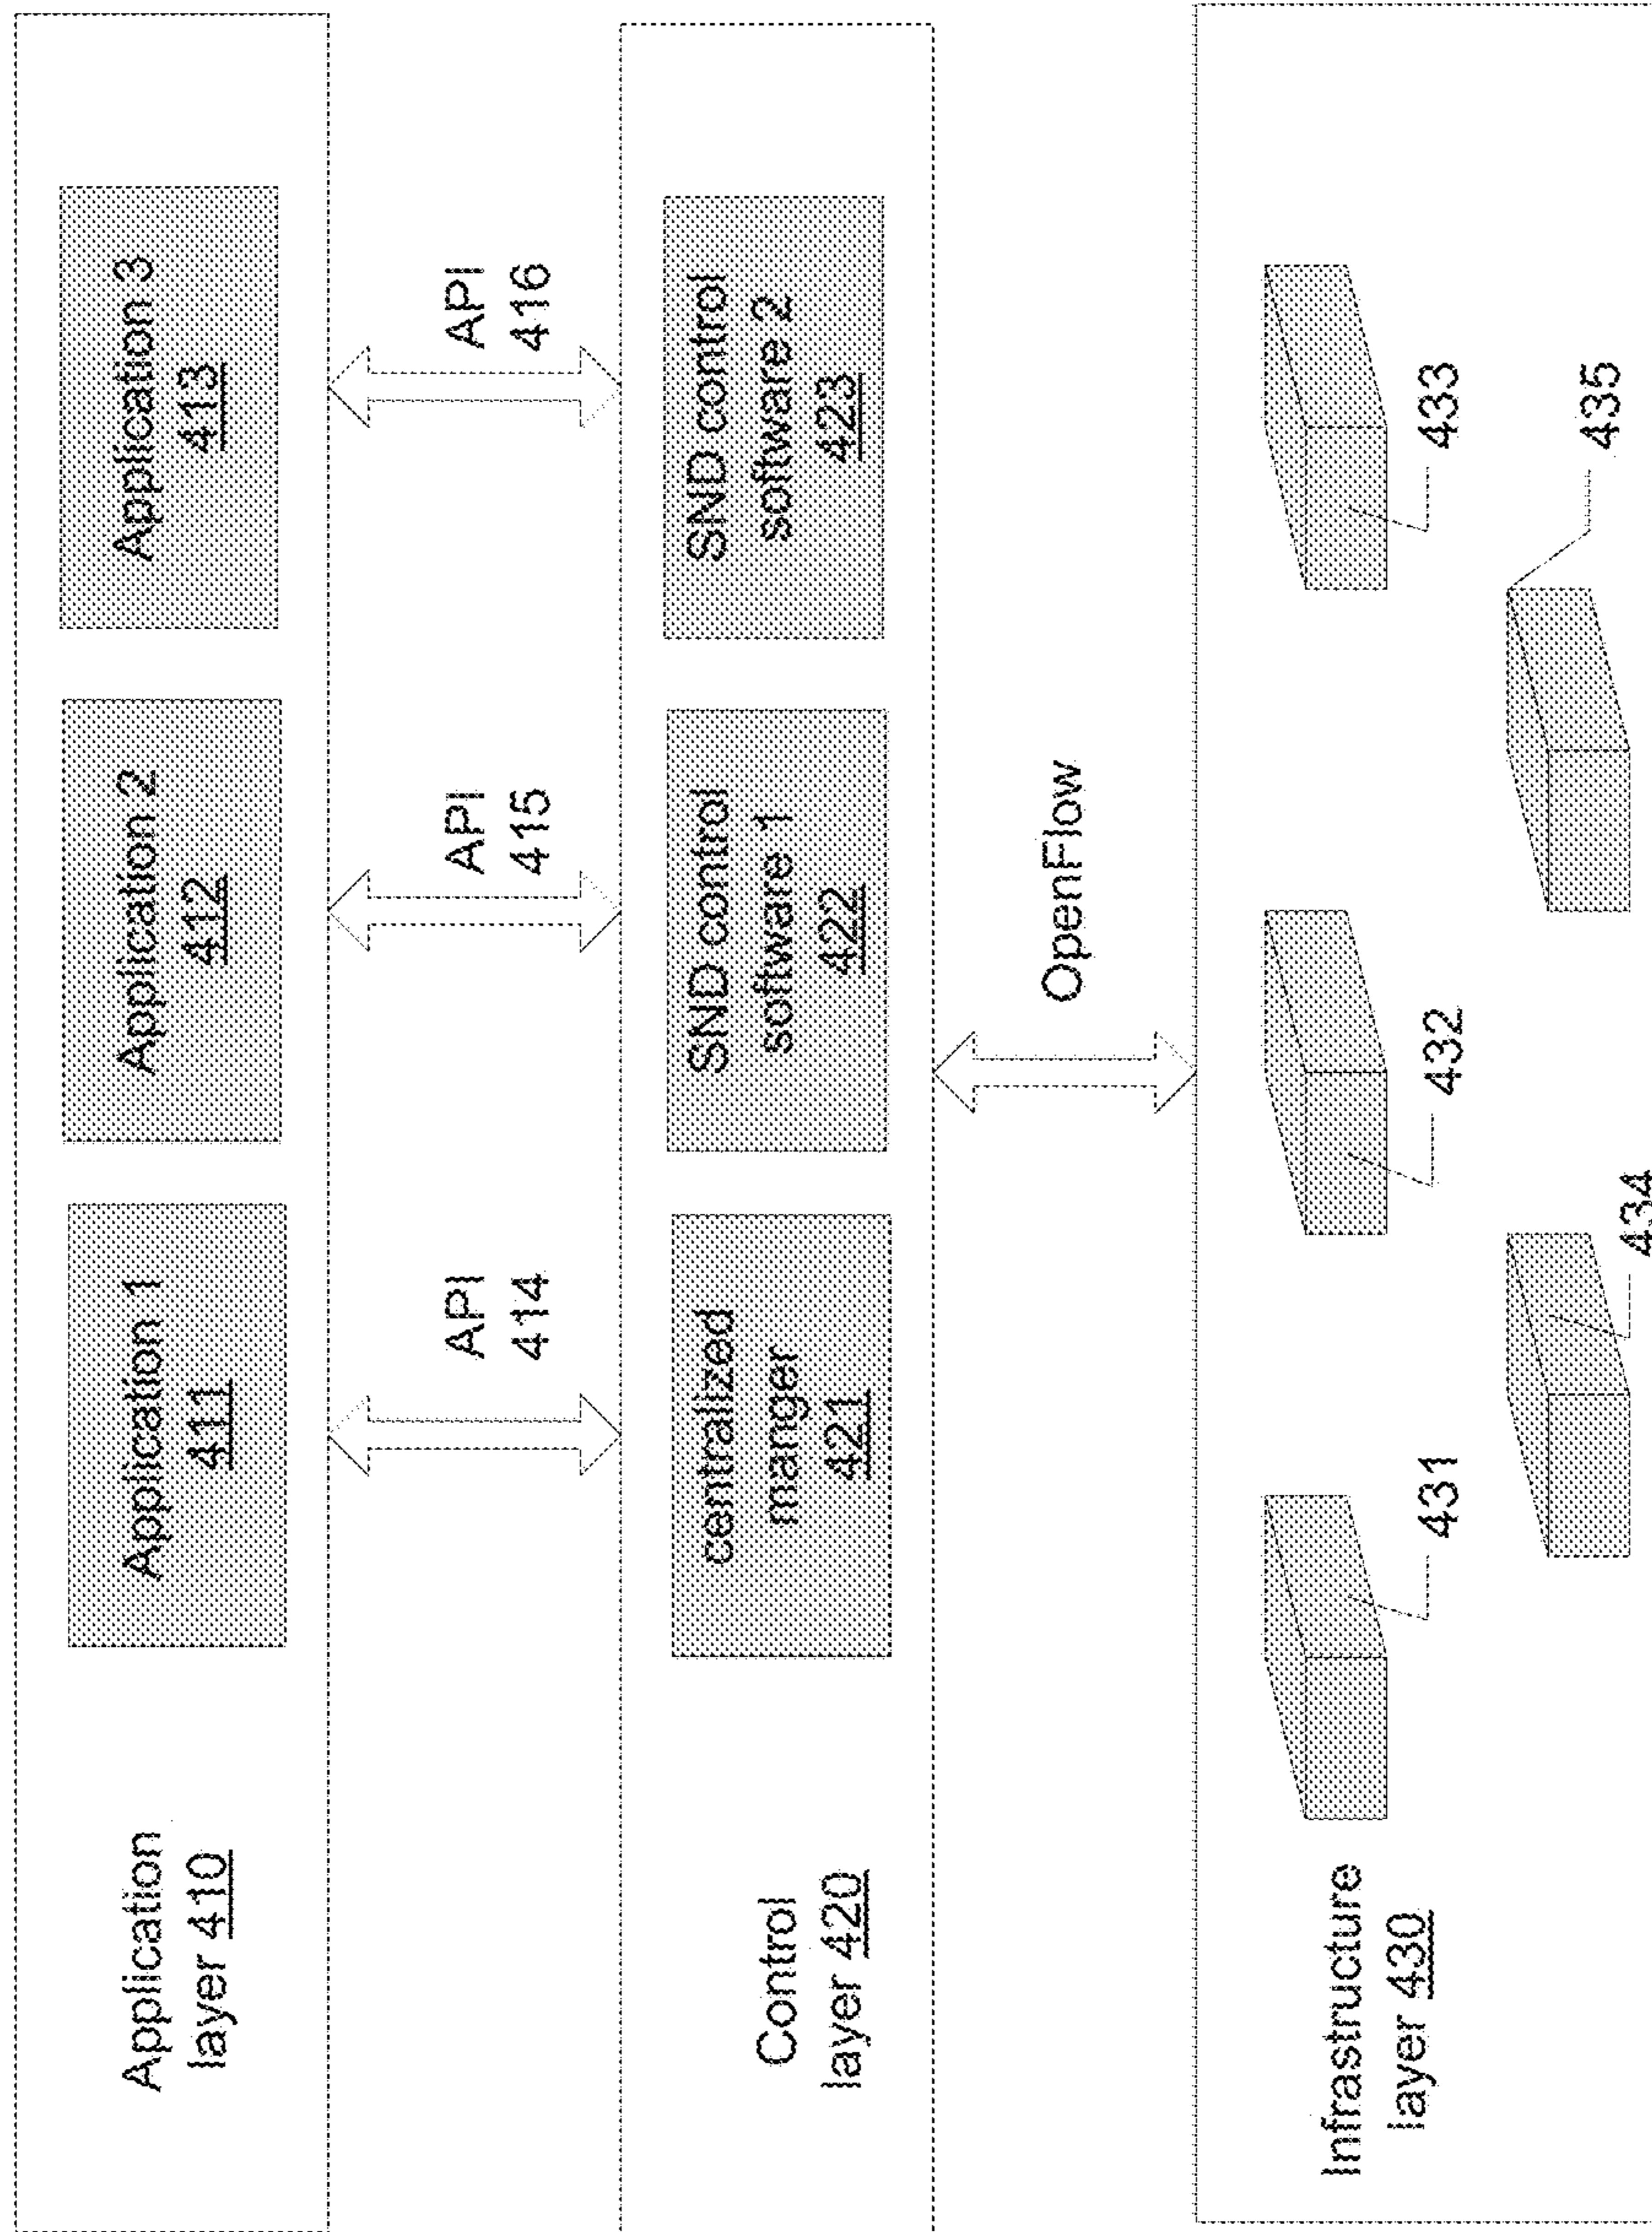 Application
layer 410
Application 1
411
Application 2
412
Application 3
413
API
414
API
415
API
416
Control
layer 420
centralized
manger
421
SND control
software 1
422
SND control
software 2
423
OpenFlow
Infrastructure
layer 430
431
432
433
434
435